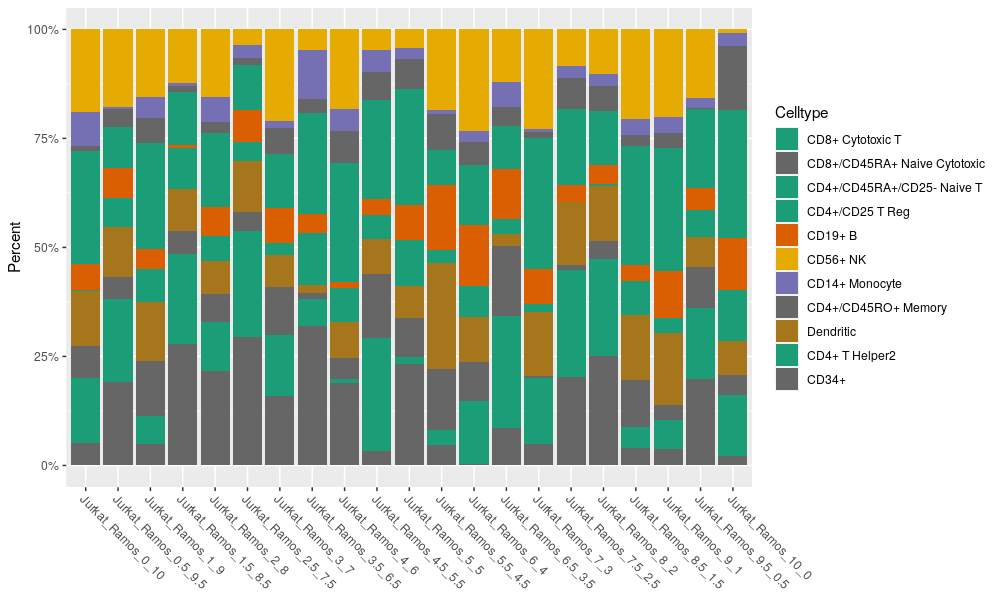 100%
75%
50%
25%
0%
Percent
Jurkat_Ramos_0_10
Jurkat_Ramos_0.5_9.5
Jurkat_Ramos_1_9
Jurkat_Ramos_1.5_8.5
Jurkat_Ramos_2_8
Jurkat_Ramos_2.5_7.5
Jurkat_Ramos_3_7
Jurkat_Ramos_3.5_6.5
Jurkat_Ramos_4_6
Jurkat_Ramos_4.5_5.5
Jurkat_Ramos_5_5
Jurkat_Ramos_5.5_4.5
Jurkat_Ramos_6_4
Jurkat_Ramos_6.5_3.5
Jurkat_Ramos_7_3
Jurkat_Ramos_7.5_2.5
Jurkat_Ramos_8_2
Jurkat_Ramos_8.5_1.5
Jurkat_Ramos_9_1
Jurkat_Ramos_9.5_0.5
Jurkat_Ramos_10_0
Celltype
CD8+ Cytotoxic T
CD8+/CD45RA+ Naive Cytotoxic
CD4+/CD45RA+/CD25- Naive T
CD4+/CD25 T Reg
CD19+ B
CD56+ NK
CD14+ Monocyte
CD4+/CD45RO+ Memory
Dendritic
CD4+ T Helper2
CD34+